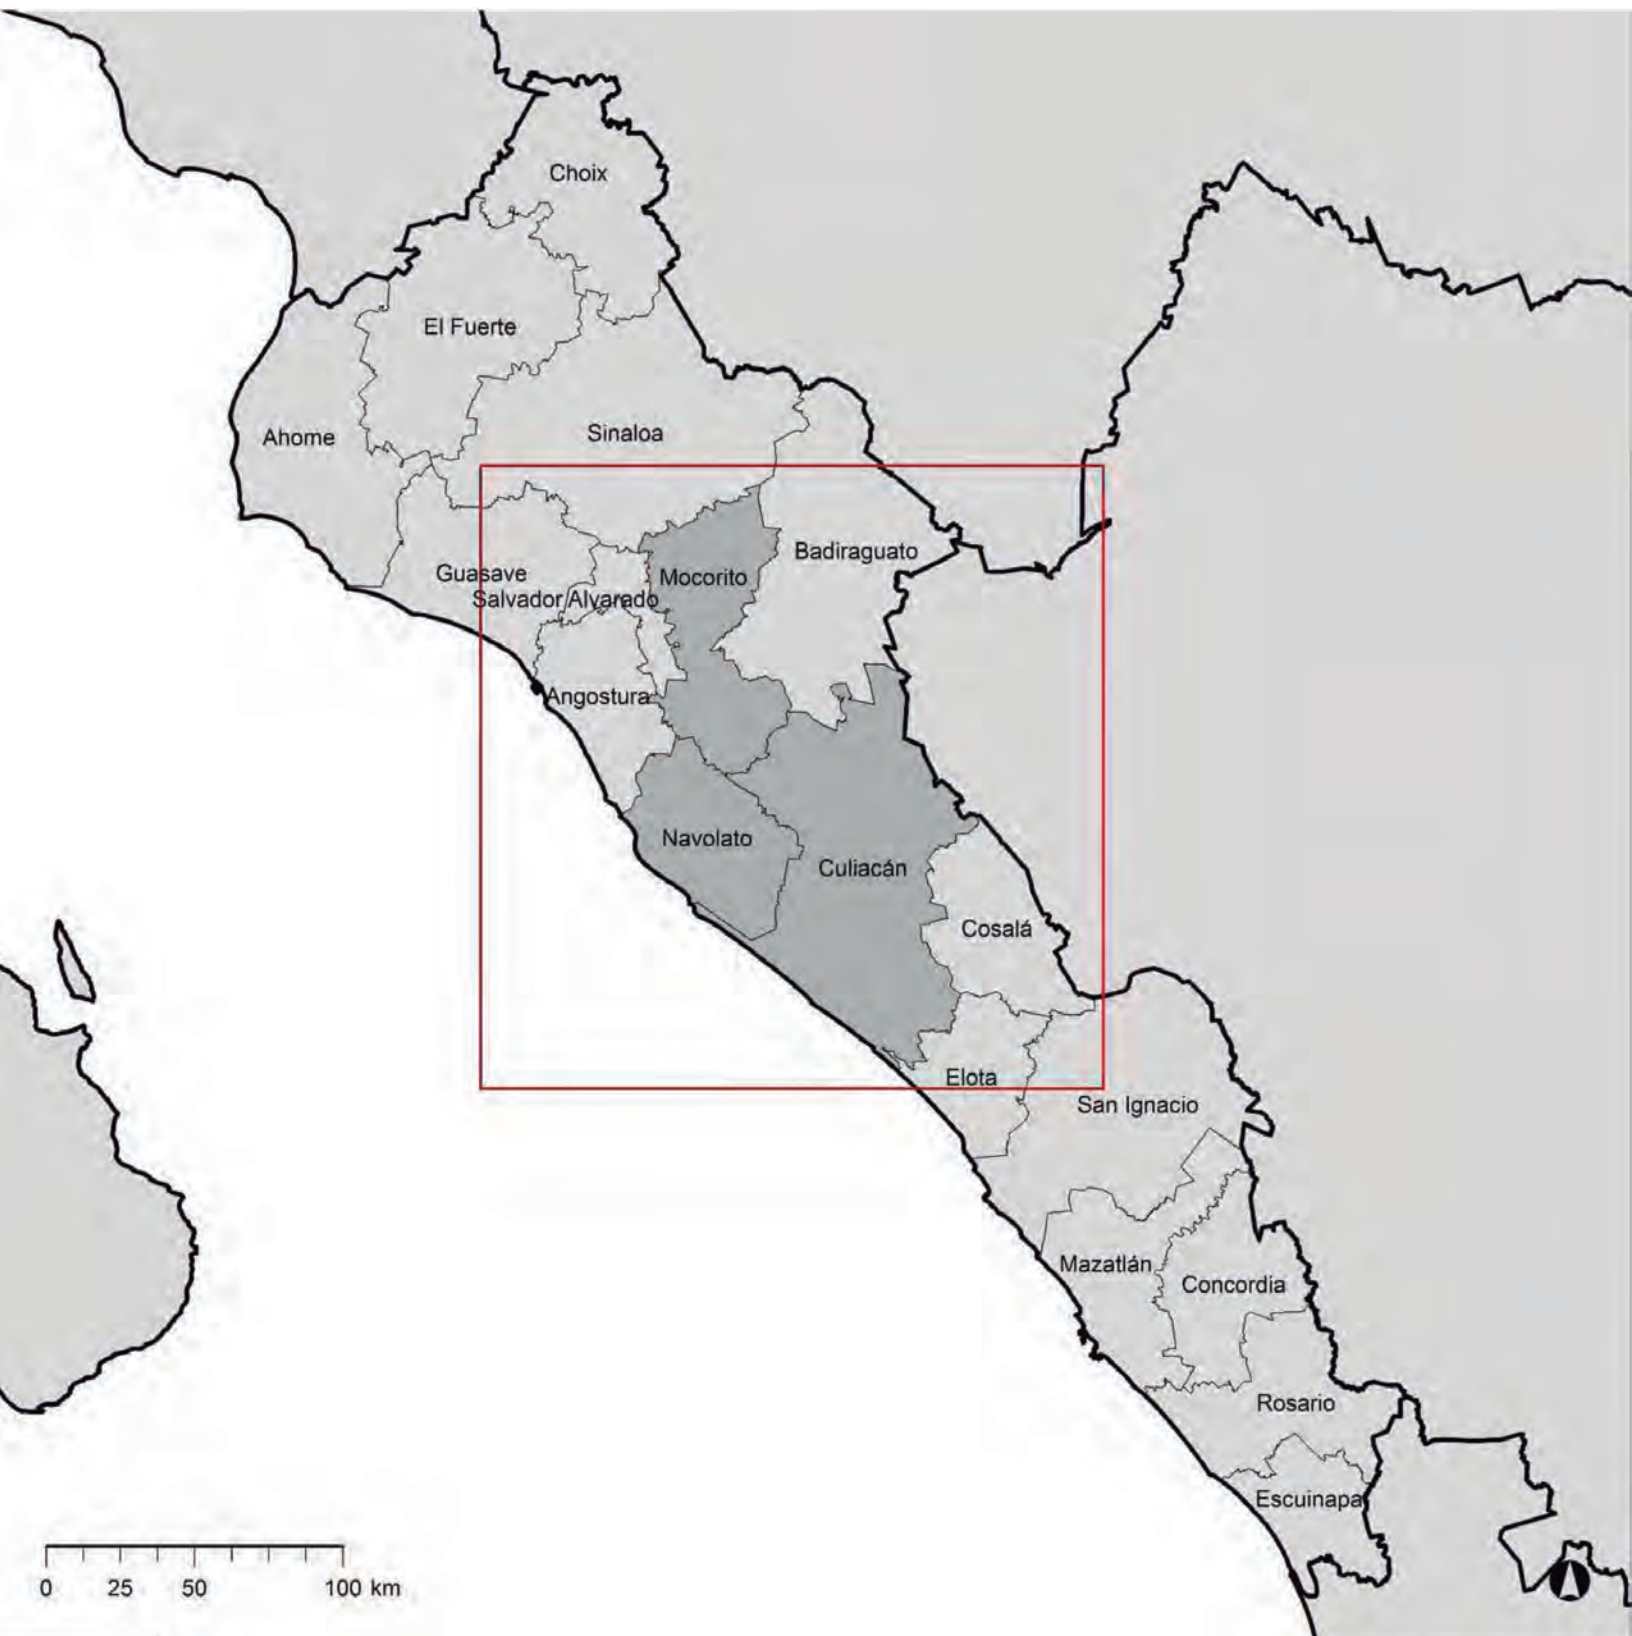 Choix
El Fuerte
Sinaloa
Ahome
Badiraguato
Guasave
Mocorito
Salvador Alvarado
Angostura
Navolato
Culiacán
Cosalá
Elota
San Ignacio
Mazatlán
Concordia
Rosario
Escuinapa
0 25 50 100 km